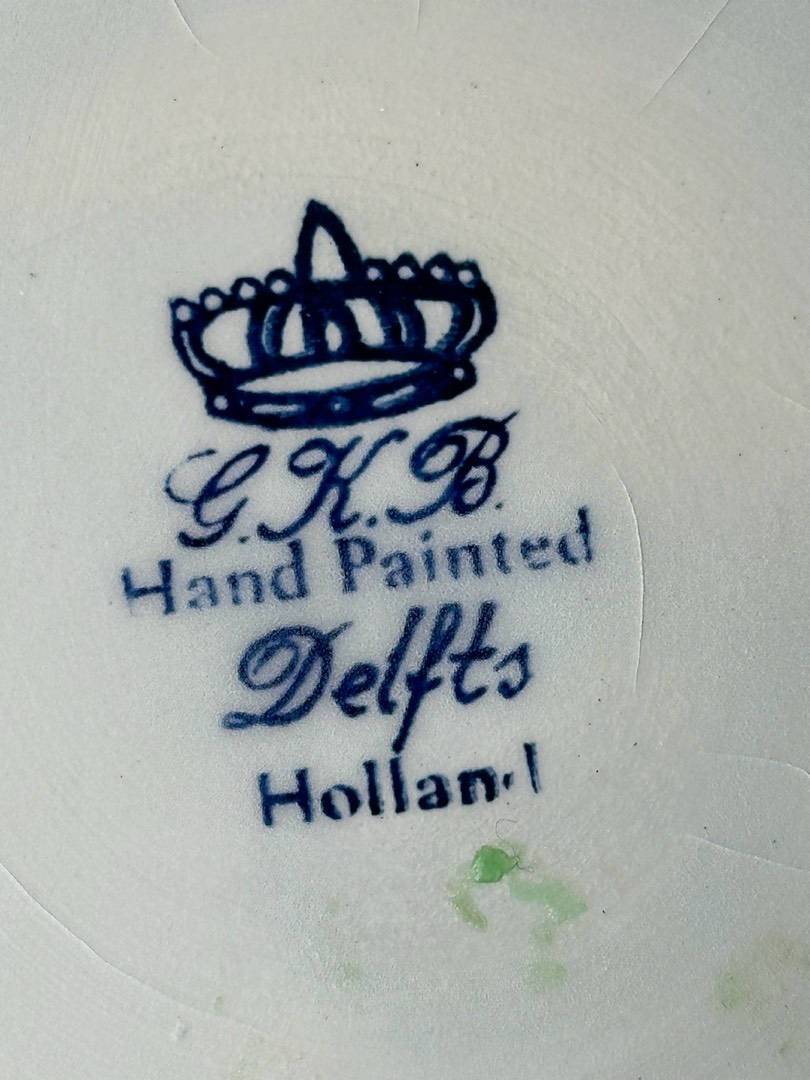 G.K.B.
Hand Painted
Delfts
Holland